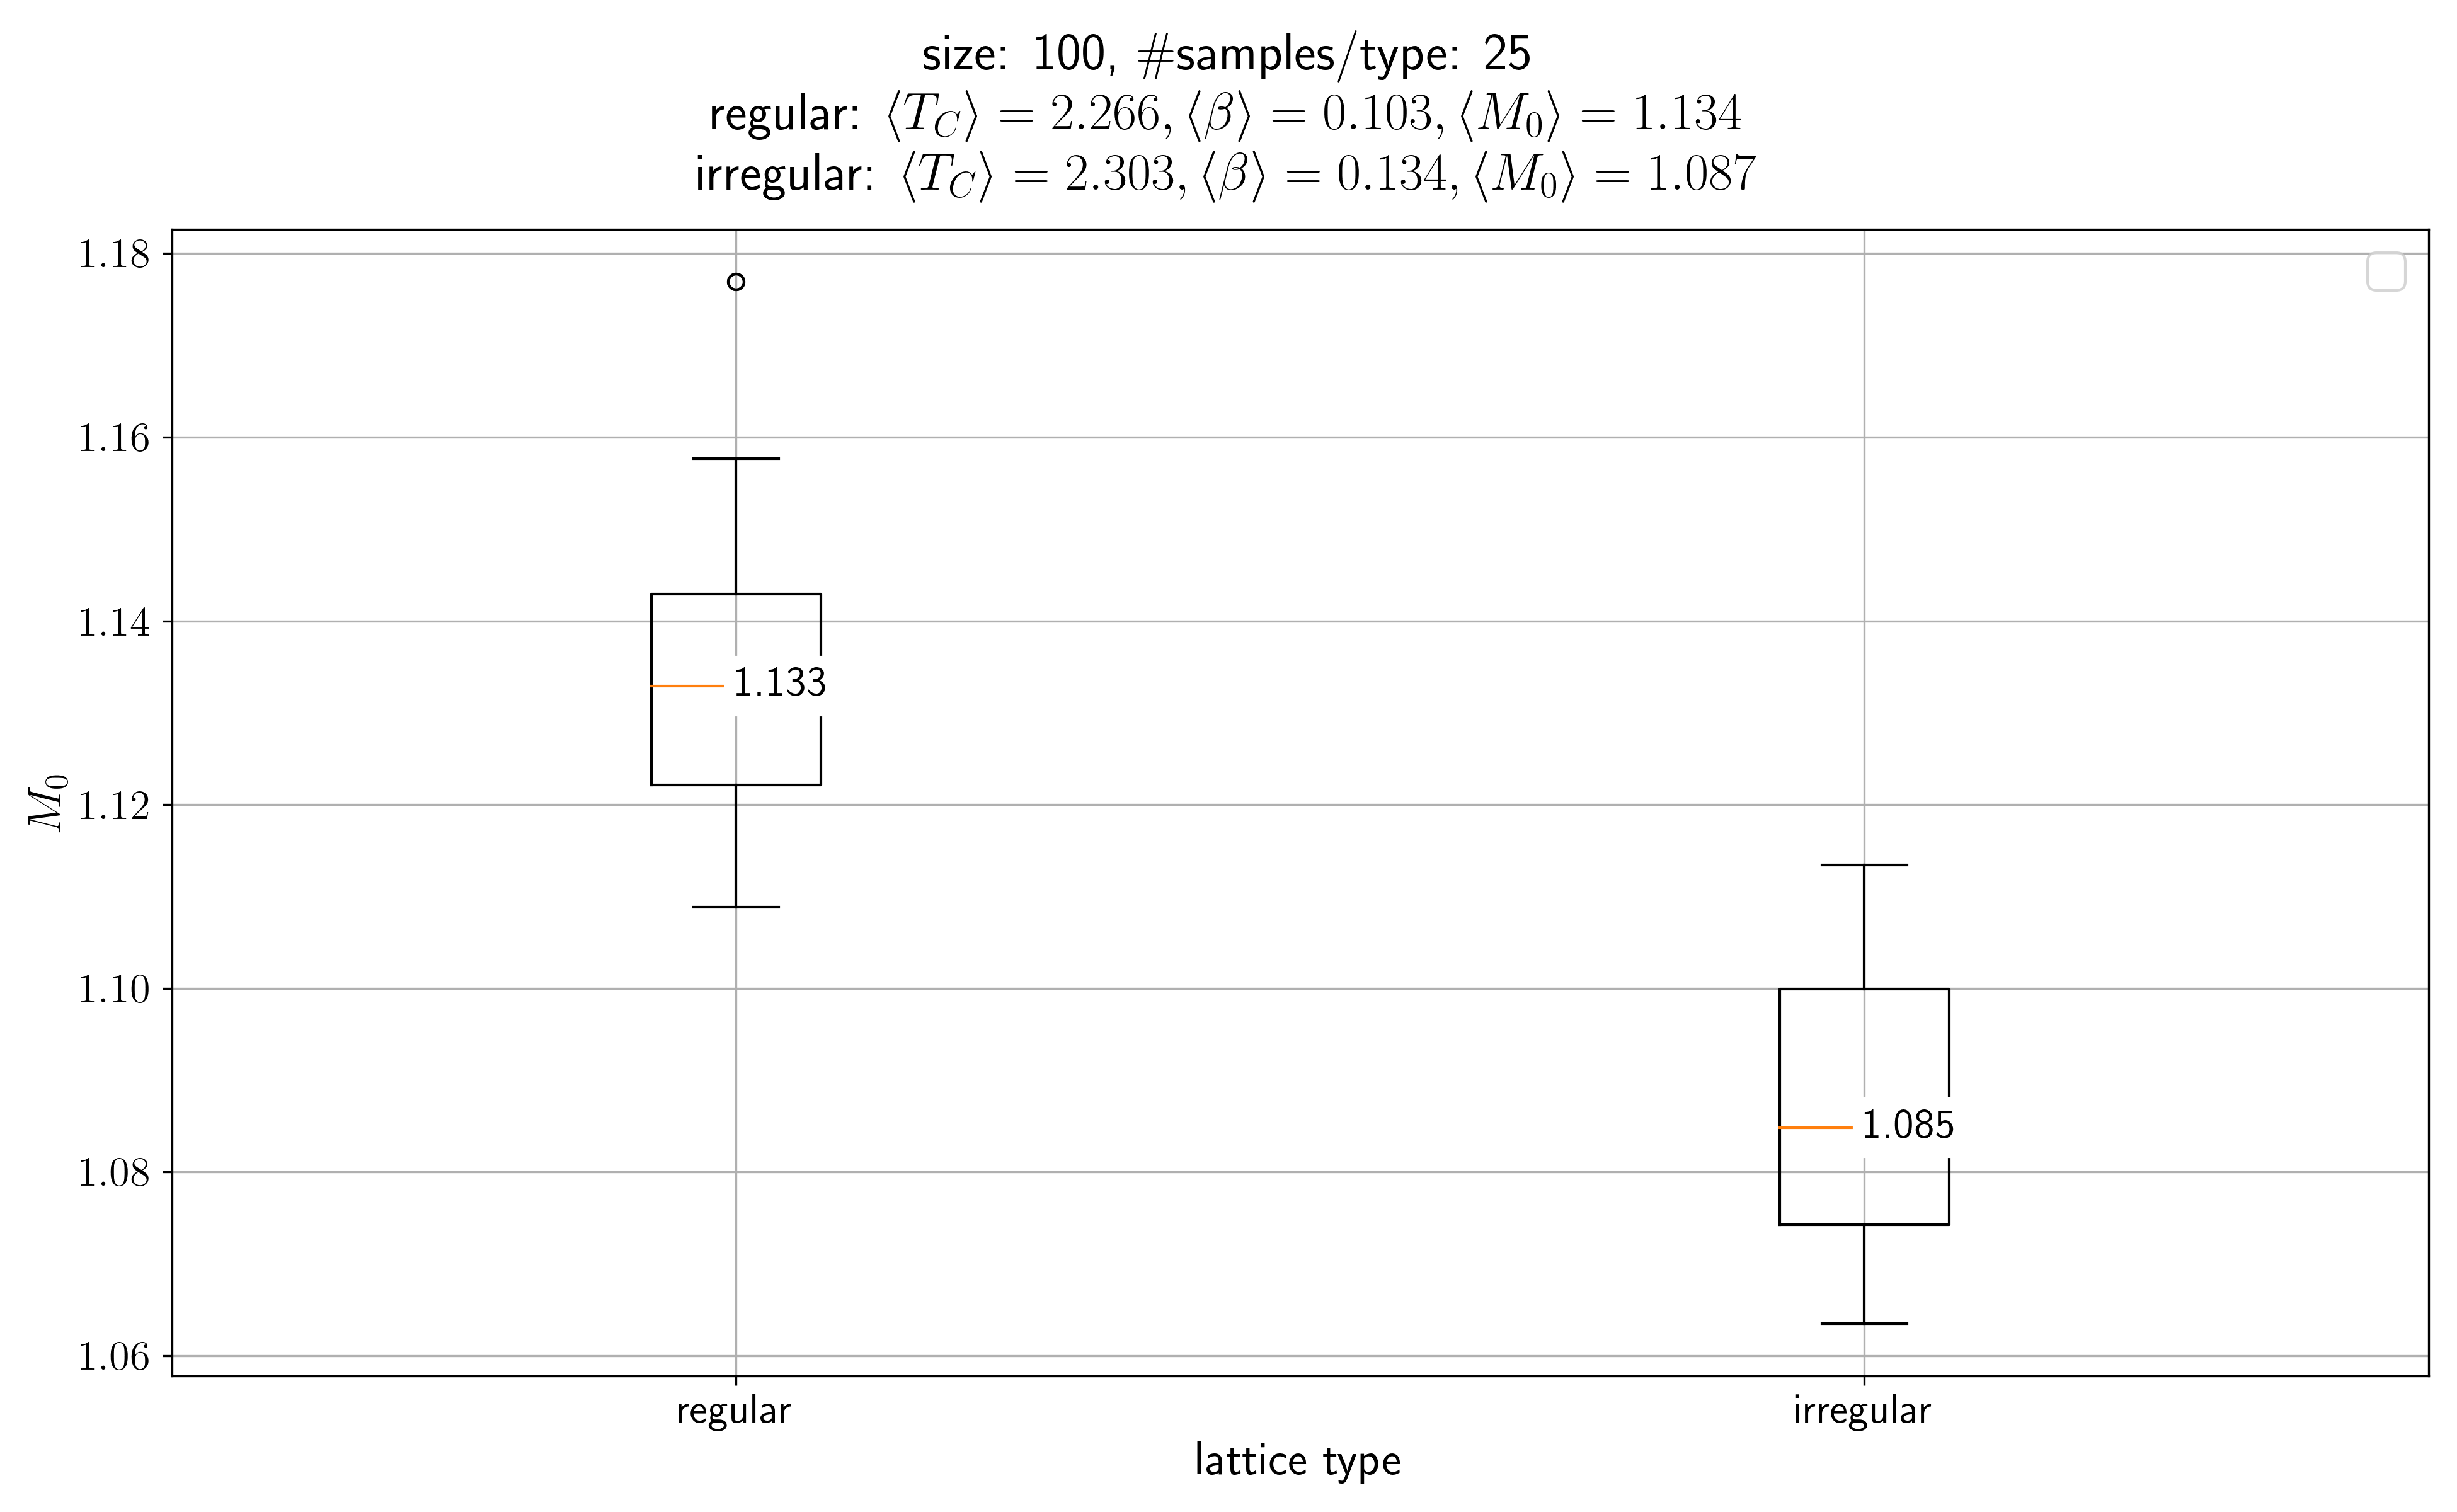 size: 100, #samples/type: 25
regular: ⟨T_C⟩ = 2.266, ⟨β⟩ = 0.103, ⟨M_0⟩ = 1.134
irregular: ⟨T_C⟩ = 2.303, ⟨β⟩ = 0.134, ⟨M_0⟩ = 1.087
1.18
1.16
1.14
1.133
M_0
1.12
1.10
1.085
1.08
1.06
regular
irregular
lattice type